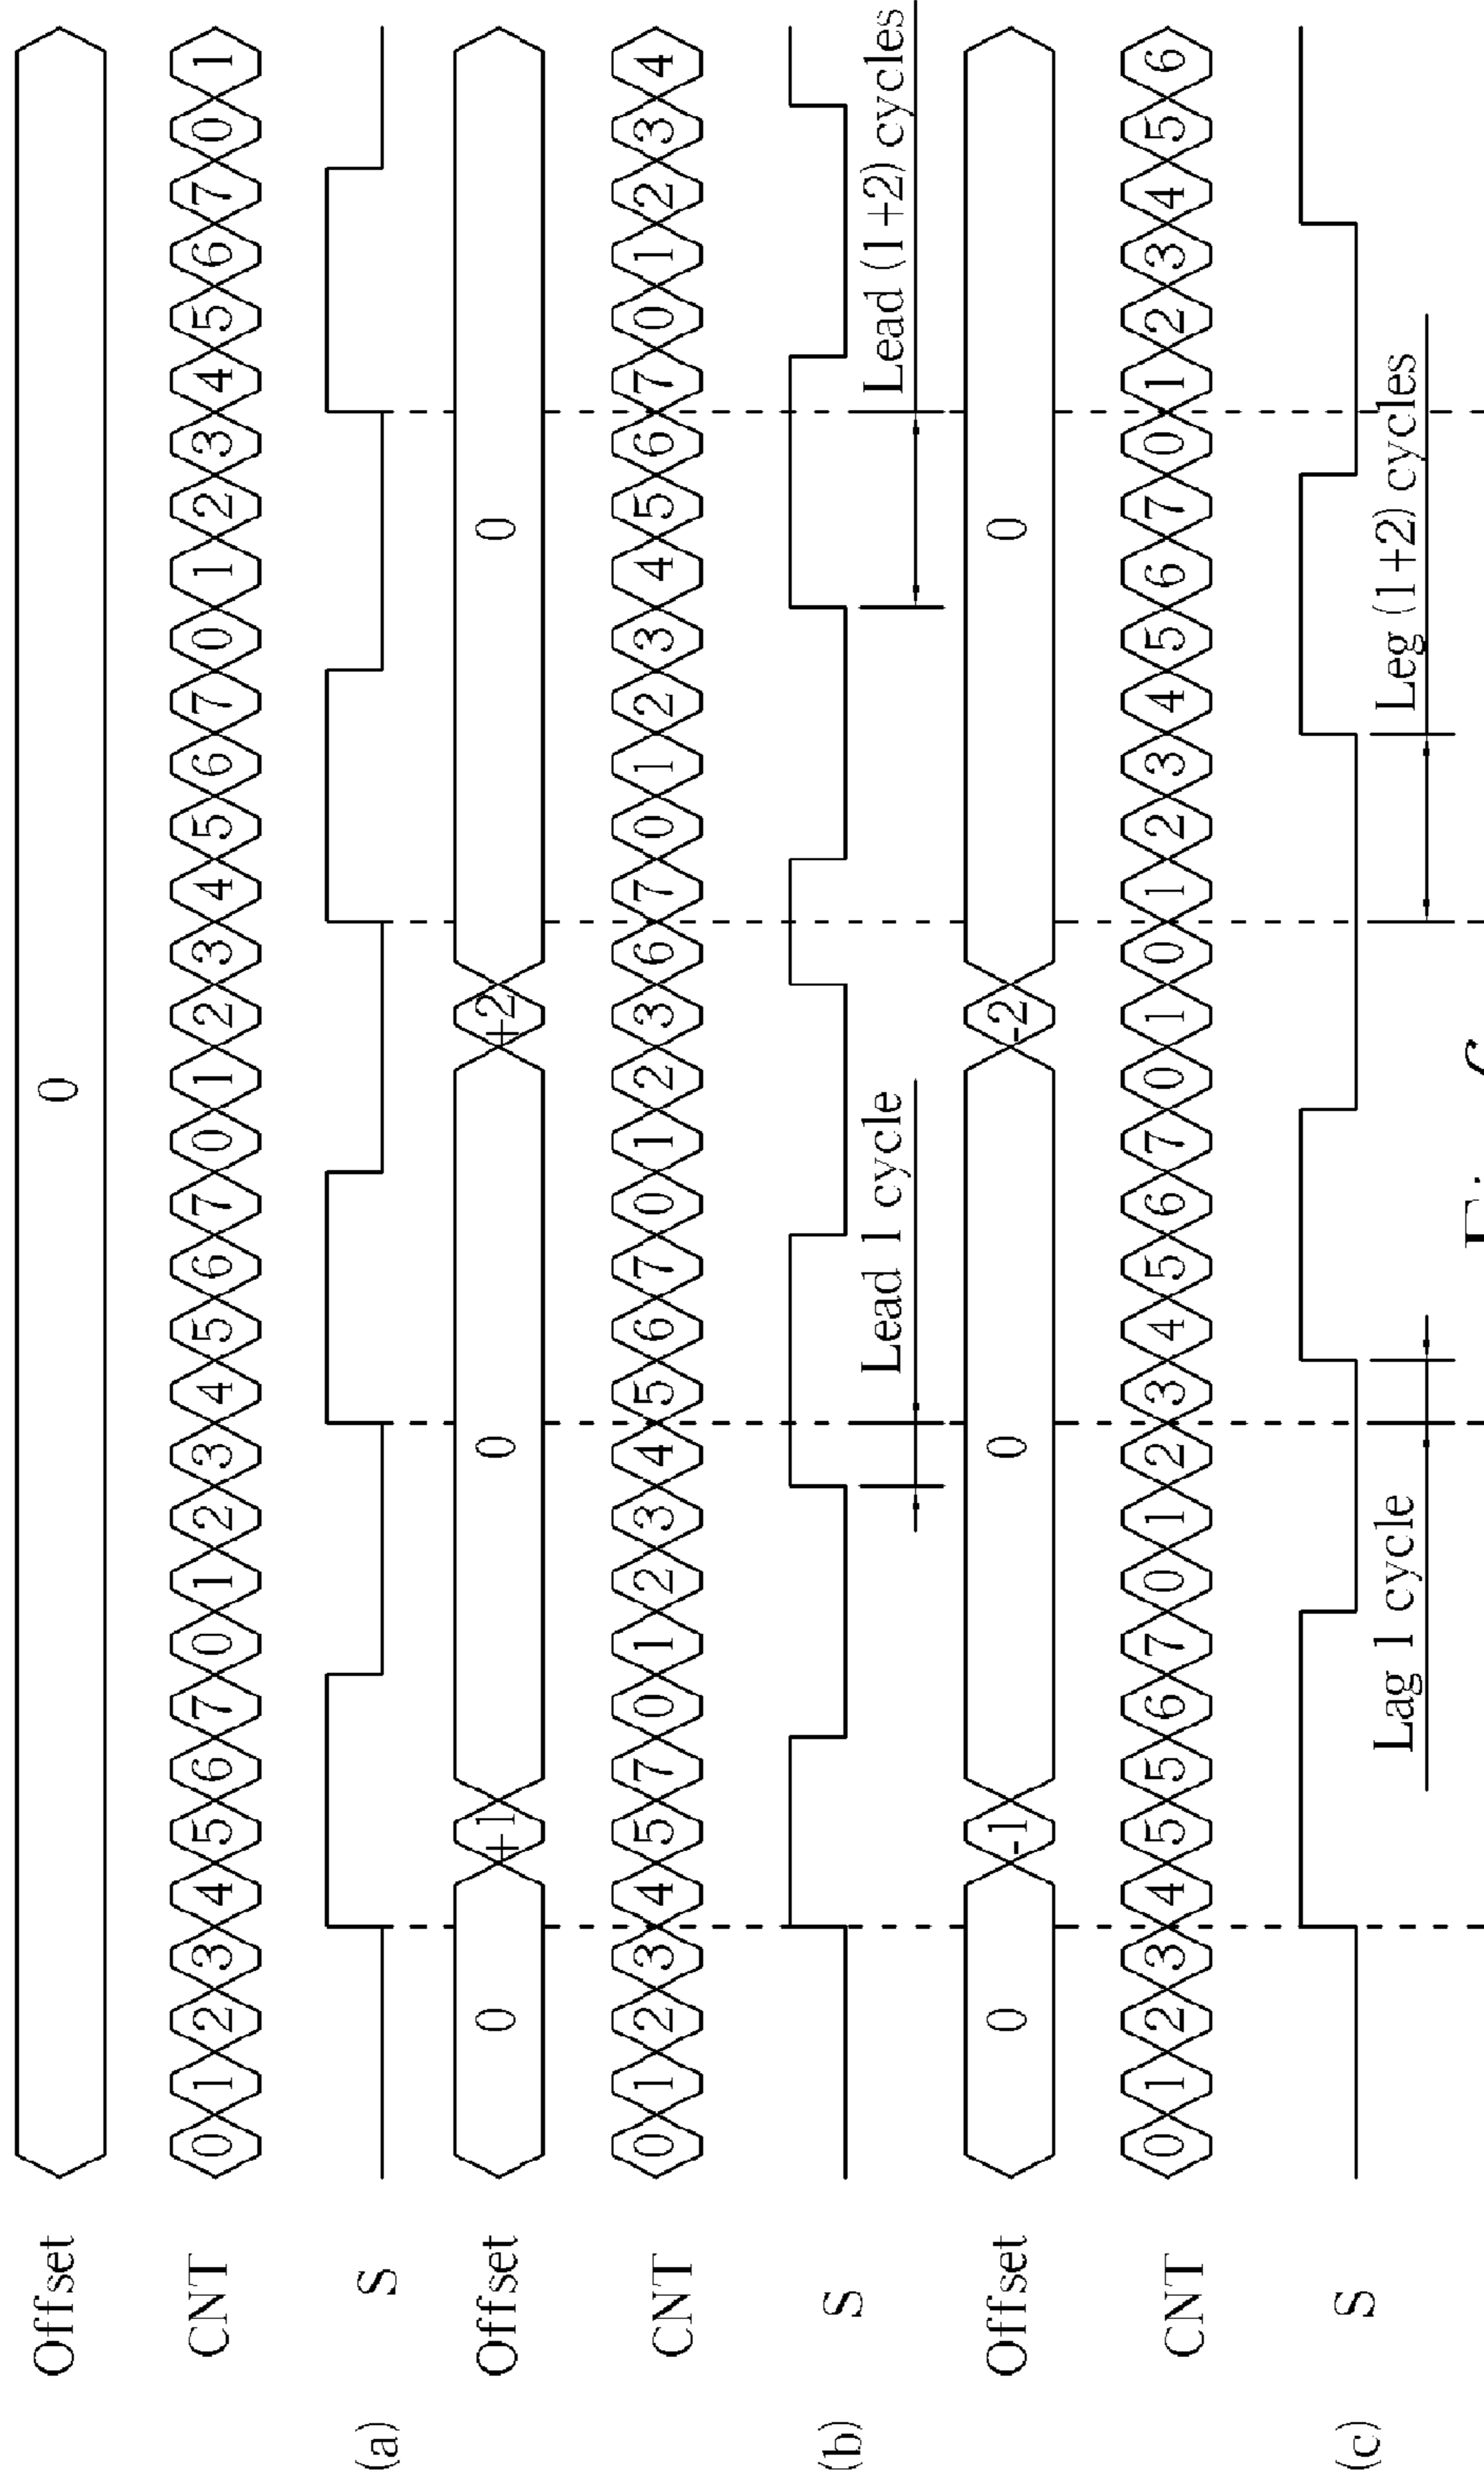 Offset 0
CNT 0 1 2 3 4 5 6 7 0 1 2 3 4 5 6 7 0 1 2 3 4 5 6 7 0 1 2 3 4 5 6 7 0 1
(a) S
Offset 0 +1 0 +2 0
CNT 0 1 2 3 4 5 7 0 1 2 3 4 5 6 7 0 1 2 3 6 7 0 1 2 3 4 5 6 7 0 1 2 3 4
(b) S
Lead 1 cycle
Lead (1+2) cycles
Offset 0 -1 0 -2 0
CNT 0 1 2 3 4 5 5 6 7 0 1 2 3 4 5 6 7 0 1 0 1 2 3 4 5 6 7 0 1 2 3 4 5 6
(c) S
Lag 1 cycle
Leg (1+2) cycles